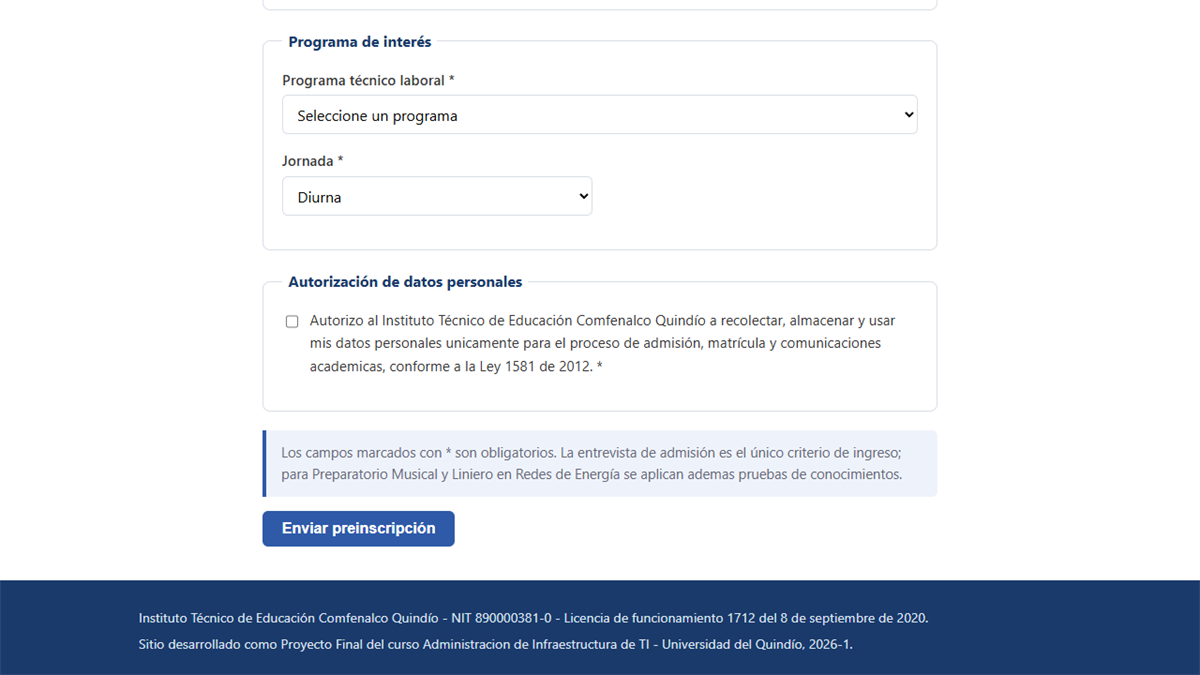 Programa de interés
Programa técnico laboral *
Seleccione un programa
Jornada *
Diurna
Autorización de datos personales
Autorizo al Instituto Técnico de Educación Comfenalco Quindío a recolectar, almacenar y usar
mis datos personales unicamente para el proceso de admisión, matrícula y comunicaciones
academicas, conforme a la Ley 1581 de 2012. *
Los campos marcados con * son obligatorios. La entrevista de admisión es el único criterio de ingreso;
para Preparatorio Musical y Liniero en Redes de Energía se aplican ademas pruebas de conocimientos.
Enviar preinscripción
Instituto Técnico de Educación Comfenalco Quindío - NIT 890000381-0 - Licencia de funcionamiento 1712 del 8 de septiembre de 2020.
Sitio desarrollado como Proyecto Final del curso Administracion de Infraestructura de TI - Universidad del Quindío, 2026-1.